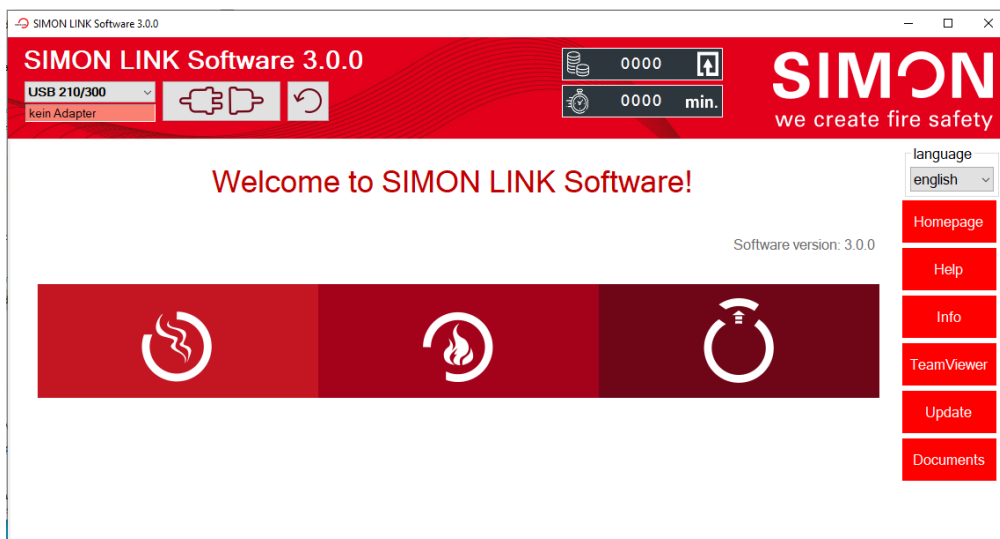 SIMON LINK Software 3.0.0
SIMON LINK Software 3.0.0
USB 210/300
kein Adapter
0000
0000 min.
SIMON
we create fire safety
language
english
Welcome to SIMON LINK Software!
Software version: 3.0.0
Homepage
Help
Info
TeamViewer
Update
Documents